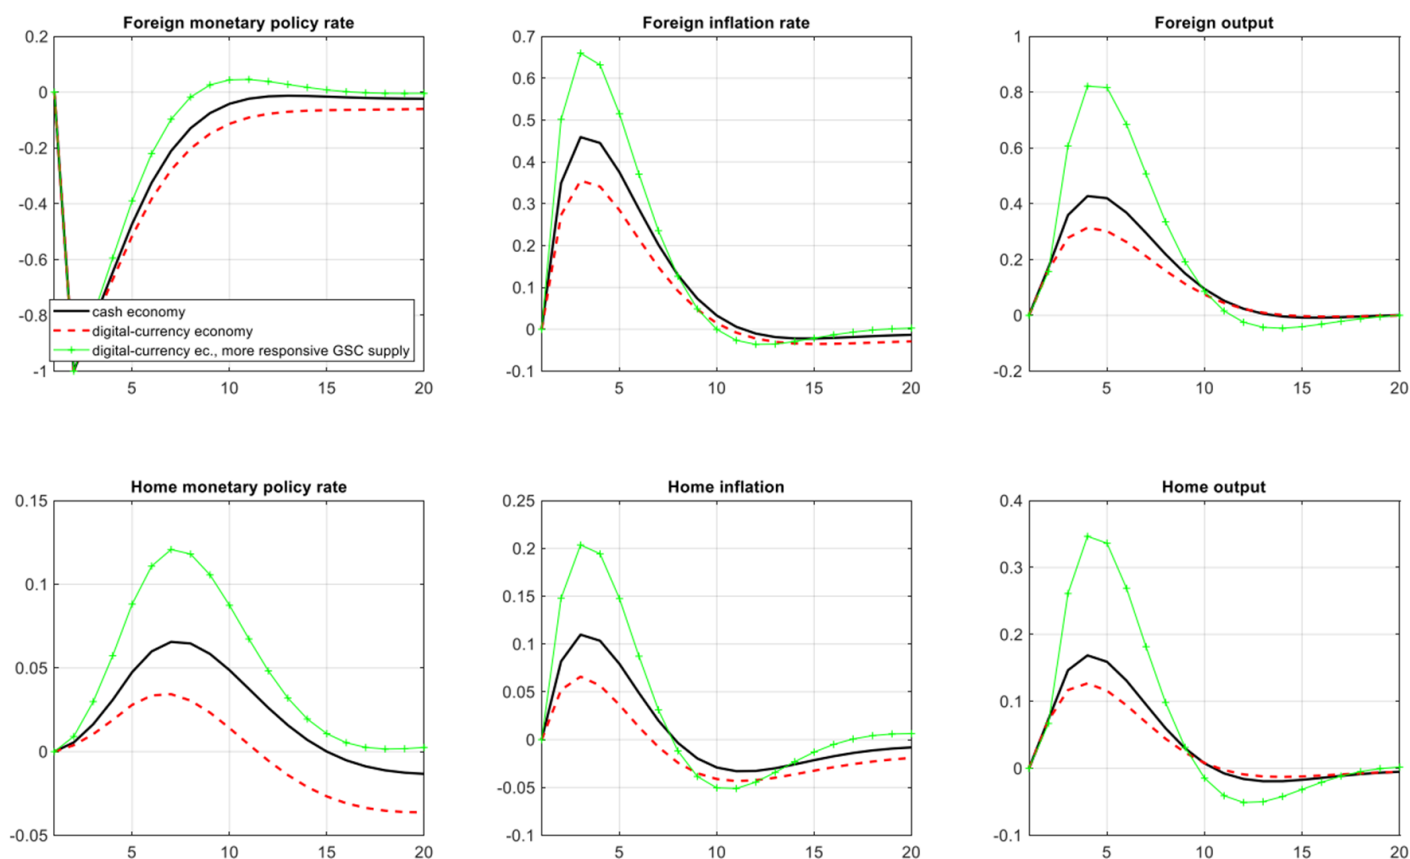 Foreign monetary policy rate
0.2
0
-0.2
-0.4
-0.6
-0.8
-1
5 10 15 20
cash economy
digital-currency economy
digital-currency ec., more responsive GSC supply
Foreign inflation rate
0.7
0.6
0.5
0.4
0.3
0.2
0.1
0
-0.1
5 10 15 20
Foreign output
1
0.8
0.6
0.4
0.2
0
-0.2
5 10 15 20
Home monetary policy rate
0.15
0.1
0.05
0
-0.05
5 10 15 20
Home inflation
0.25
0.2
0.15
0.1
0.05
0
-0.05
-0.1
5 10 15 20
Home output
0.4
0.3
0.2
0.1
0
-0.1
5 10 15 20